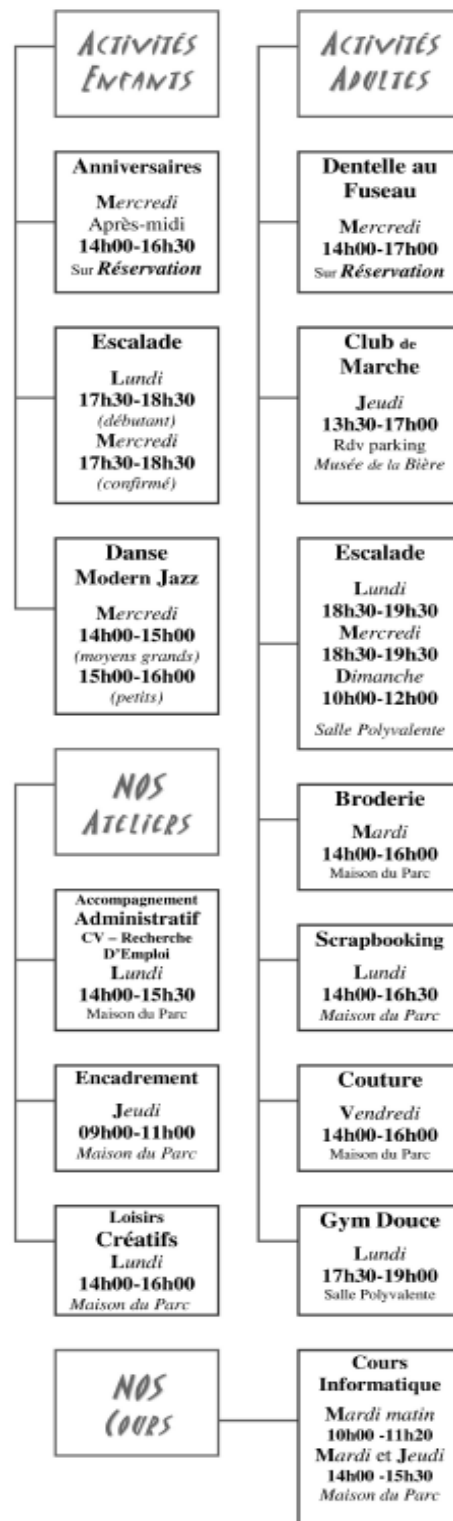 ACTIVITÉS
ENFANTS
Anniversaires
Mercredi
Après-midi
14h00-16h30
Sur Réservation
Escalade
Lundi
17h30-18h30
(débutant)
Mercredi
17h30-18h30
(confirmé)
Danse
Modern Jazz
Mercredi
14h00-15h00
(moyens grands)
15h00-16h00
(petits)
NOS
ATELIERS
Accompagnement
Administratif
CV – Recherche
D'Emploi
Lundi
14h00-15h30
Maison du Parc
Encadrement
Jeudi
09h00-11h00
Maison du Parc
Loisirs
Créatifs
Lundi
14h00-16h00
Maison du Parc
NOS
COURS
ACTIVITÉS
ADULTES
Dentelle au
Fuseau
Mercredi
14h00-17h00
Sur Réservation
Club de
Marche
Jeudi
13h30-17h00
Rdv parking
Musée de la Bière
Escalade
Lundi
18h30-19h30
Mercredi
18h30-19h30
Dimanche
10h00-12h00
Salle Polyvalente
Broderie
Mardi
14h00-16h00
Maison du Parc
Scrapbooking
Lundi
14h00-16h30
Maison du Parc
Couture
Vendredi
14h00-16h00
Maison du Parc
Gym Douce
Lundi
17h30-19h00
Salle Polyvalente
Cours
Informatique
Mardi matin
10h00 -11h20
Mardi et Jeudi
14h00 -15h30
Maison du Parc